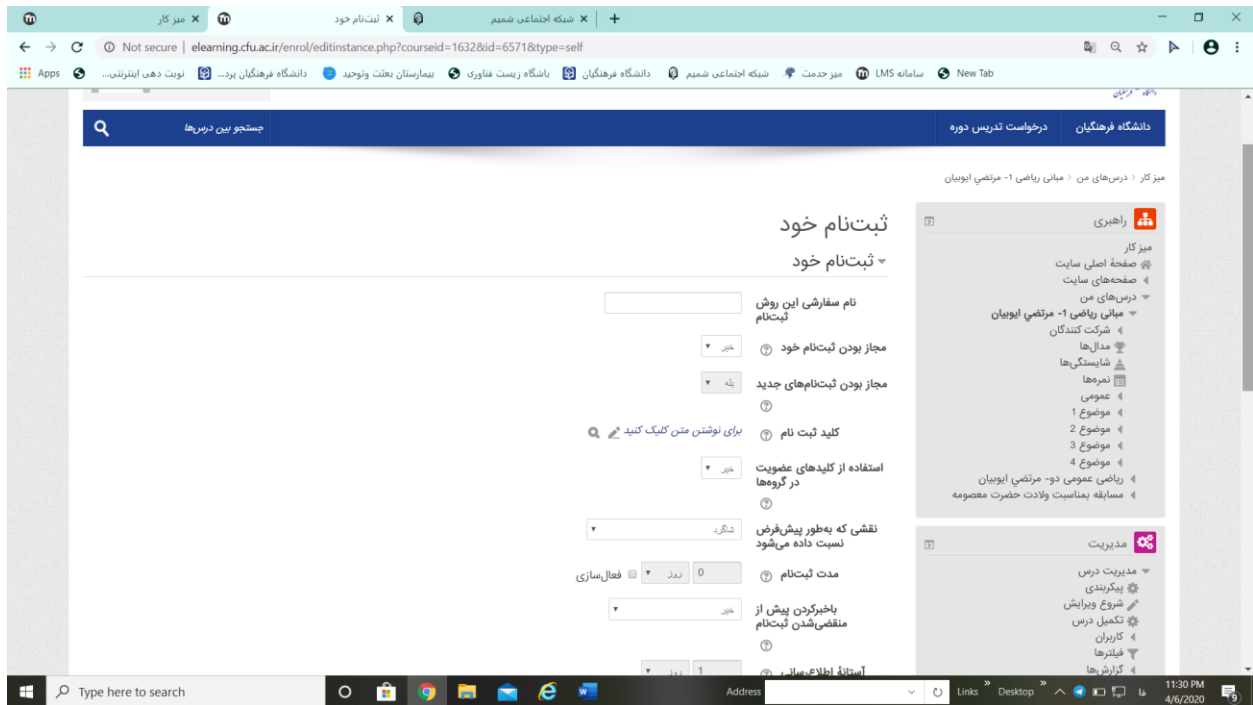 میز کار
ثبت‌نام خود
شبکه اجتماعی شمیم
Not secure | elearning.cfu.ac.ir/enrol/editinstance.php?courseid=1632&id=6571&type=self
Apps
نوبت دهی اینترنتی...
دانشگاه فرهنگیان پرد...
بیمارستان بعثت وتوحید
باشگاه زیست فناوری
دانشگاه فرهنگیان
شبکه اجتماعی شمیم
میز خدمت
سامانه LMS
New Tab
دانشگاه فرهنگیان
درخواست تدریس دوره
جستجو بین درس‌ها
میز کار › درس‌های من › مبانی ریاضی 1- مرتضي ایوبیان
ثبت‌نام خود
ثبت‌نام خود
نام سفارشی این روش
ثبت‌نام
مجاز بودن ثبت‌نام خود
خیر
مجاز بودن ثبت‌نام‌های جدید
بله
کلید ثبت نام
برای نوشتن متن کلیک کنید
استفاده از کلیدهای عضویت
در گروه‌ها
خیر
نقشی که به‌طور پیش‌فرض
نسبت داده می‌شود
شاگرد
مدت ثبت‌نام
0
روز
فعال‌سازی
باخبرکردن پیش از
منقضی‌شدن ثبت‌نام
خیر
آستانهٔ اطلاع‌رسانی
1
روز
راهبری
میز کار
صفحهٔ اصلی سایت
صفحه‌های سایت
درس‌های من
مبانی ریاضی 1- مرتضي ایوبیان
شرکت کنندگان
مدال‌ها
شایستگی‌ها
نمره‌ها
عمومی
موضوع 1
موضوع 2
موضوع 3
موضوع 4
ریاضی عمومی دو- مرتضي ایوبیان
مسابقه بمناسبت ولادت حضرت معصومه
مدیریت
مدیریت درس
پیکربندی
شروع ویرایش
تکمیل درس
کاربران
فیلترها
گزارش‌ها
Type here to search
Address
Links
Desktop
فا
11:30 PM
4/6/2020
9